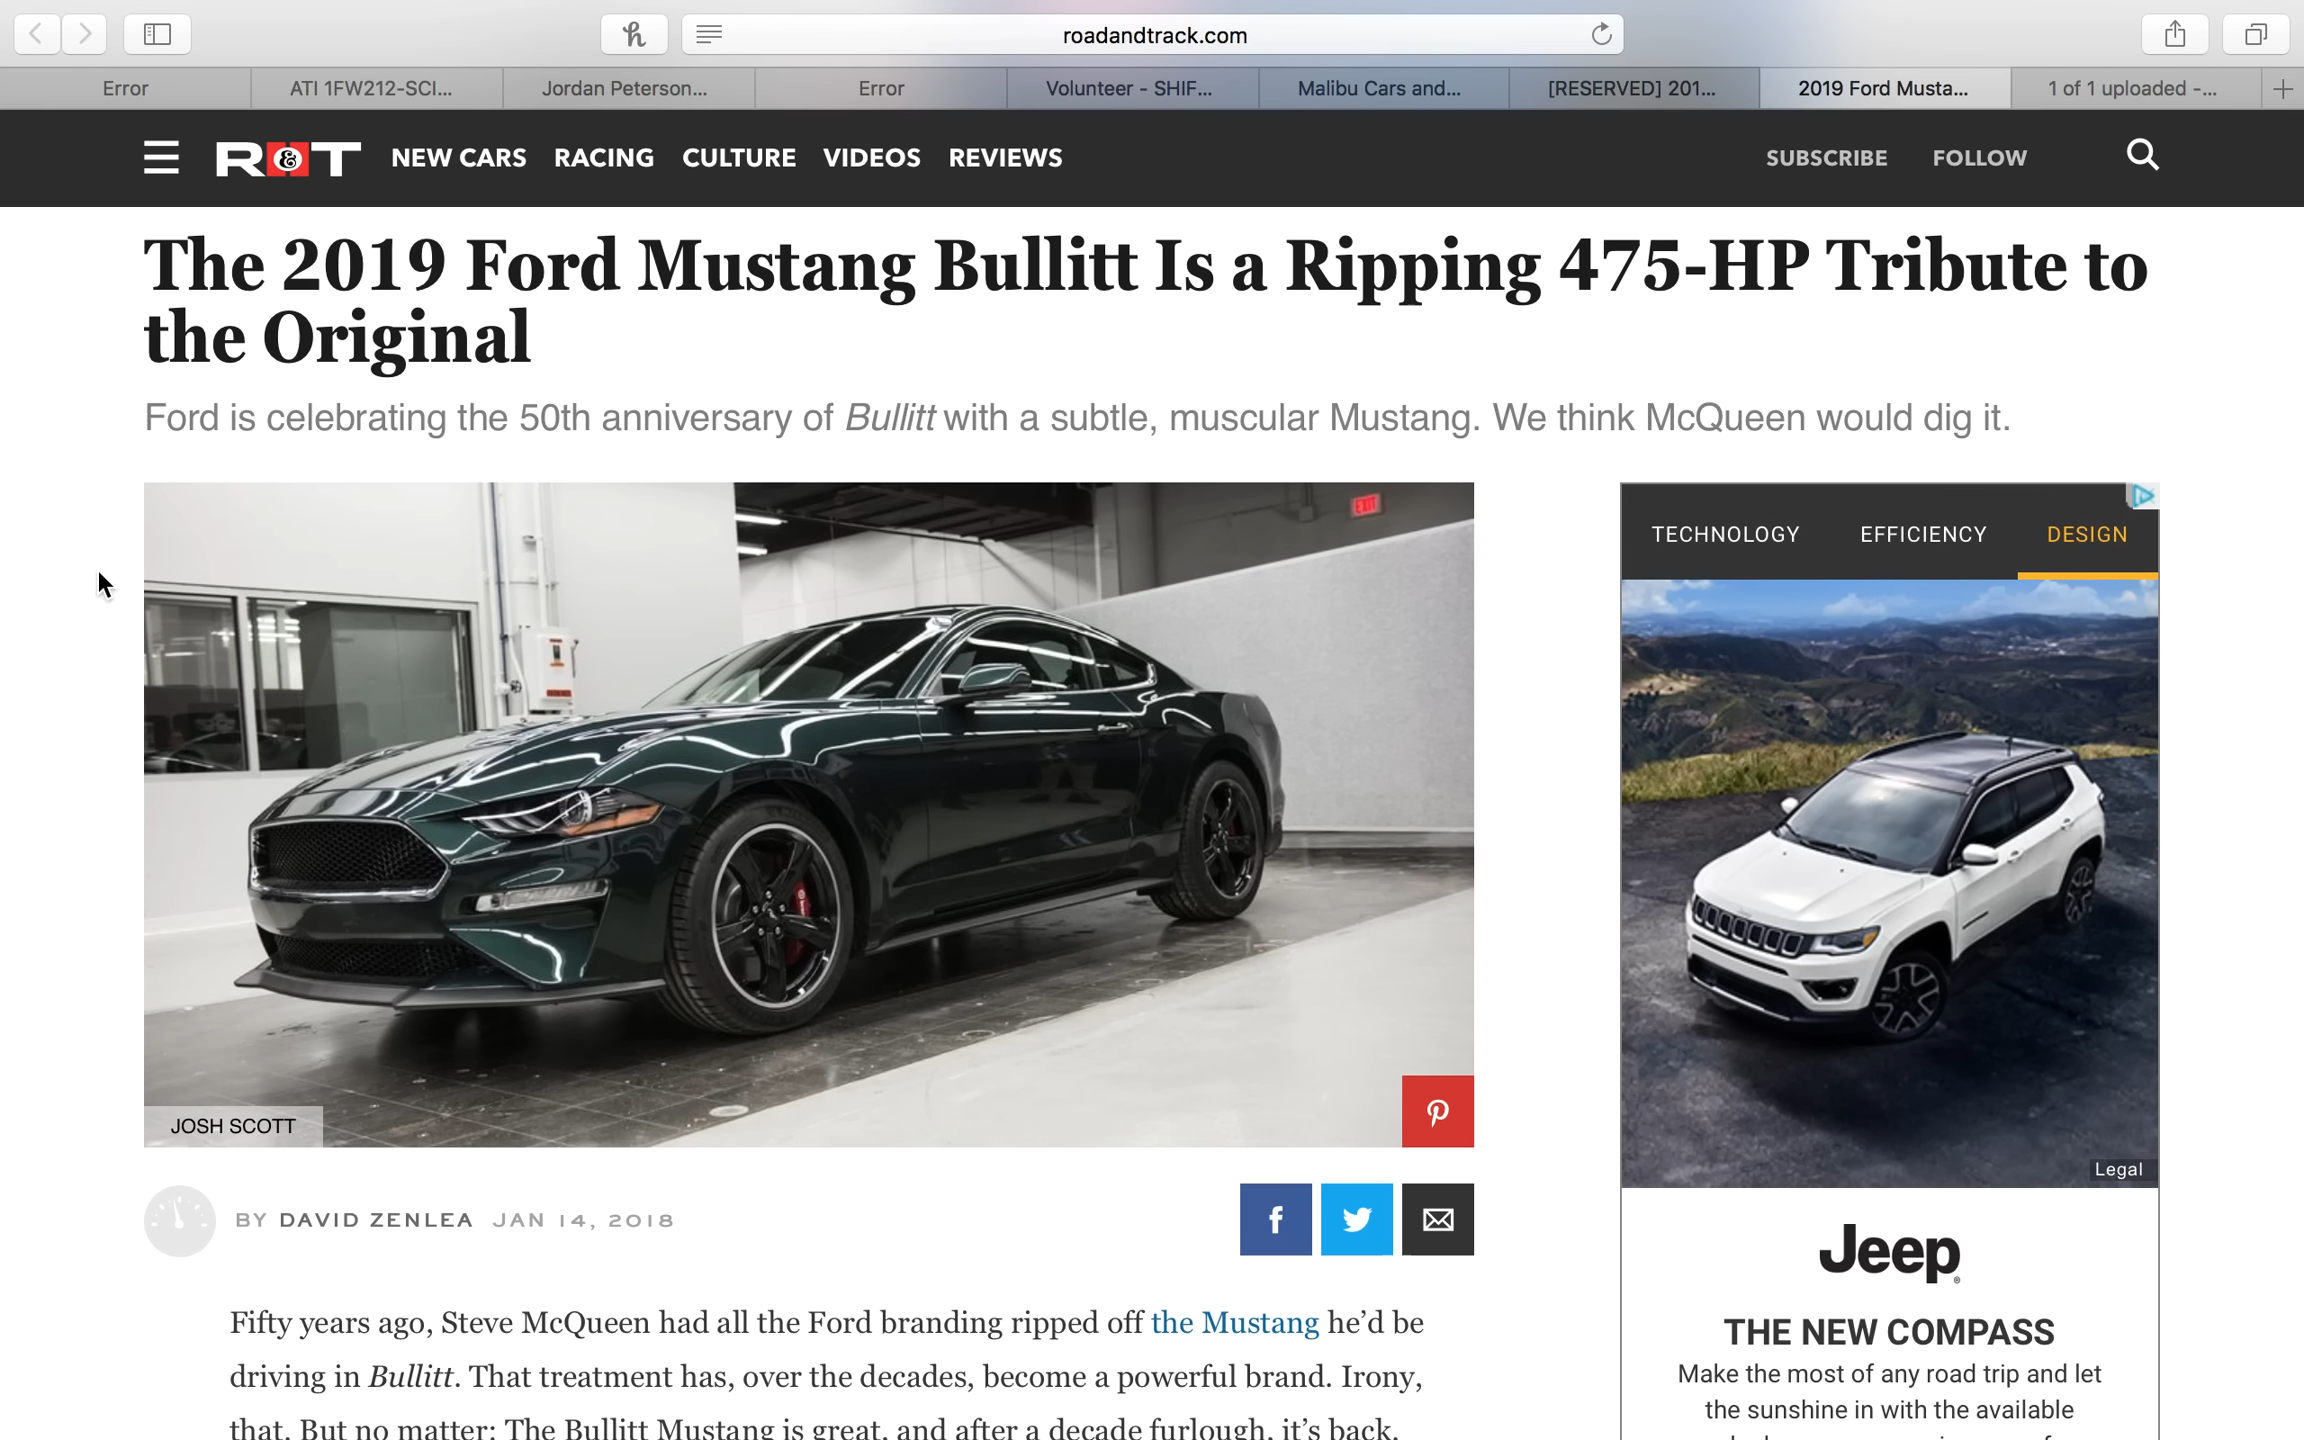 roadandtrack.com
Error
ATI 1FW212-SCI...
Jordan Peterson...
Error
Volunteer - SHIF...
Malibu Cars and...
[RESERVED] 201...
2019 Ford Musta...
1 of 1 uploaded -...
R&T
NEW CARS
RACING
CULTURE
VIDEOS
REVIEWS
SUBSCRIBE
FOLLOW
The 2019 Ford Mustang Bullitt Is a Ripping 475-HP Tribute to
the Original
Ford is celebrating the 50th anniversary of Bullitt with a subtle, muscular Mustang. We think McQueen would dig it.
EXIT
JOSH SCOTT
BY DAVID ZENLEA JAN 14, 2018
Fifty years ago, Steve McQueen had all the Ford branding ripped off the Mustang he’d be
driving in Bullitt. That treatment has, over the decades, become a powerful brand. Irony,
that. But no matter: The Bullitt Mustang is great, and after a decade furlough, it’s back.
TECHNOLOGY
EFFICIENCY
DESIGN
Legal
Jeep
THE NEW COMPASS
Make the most of any road trip and let
the sunshine in with the available